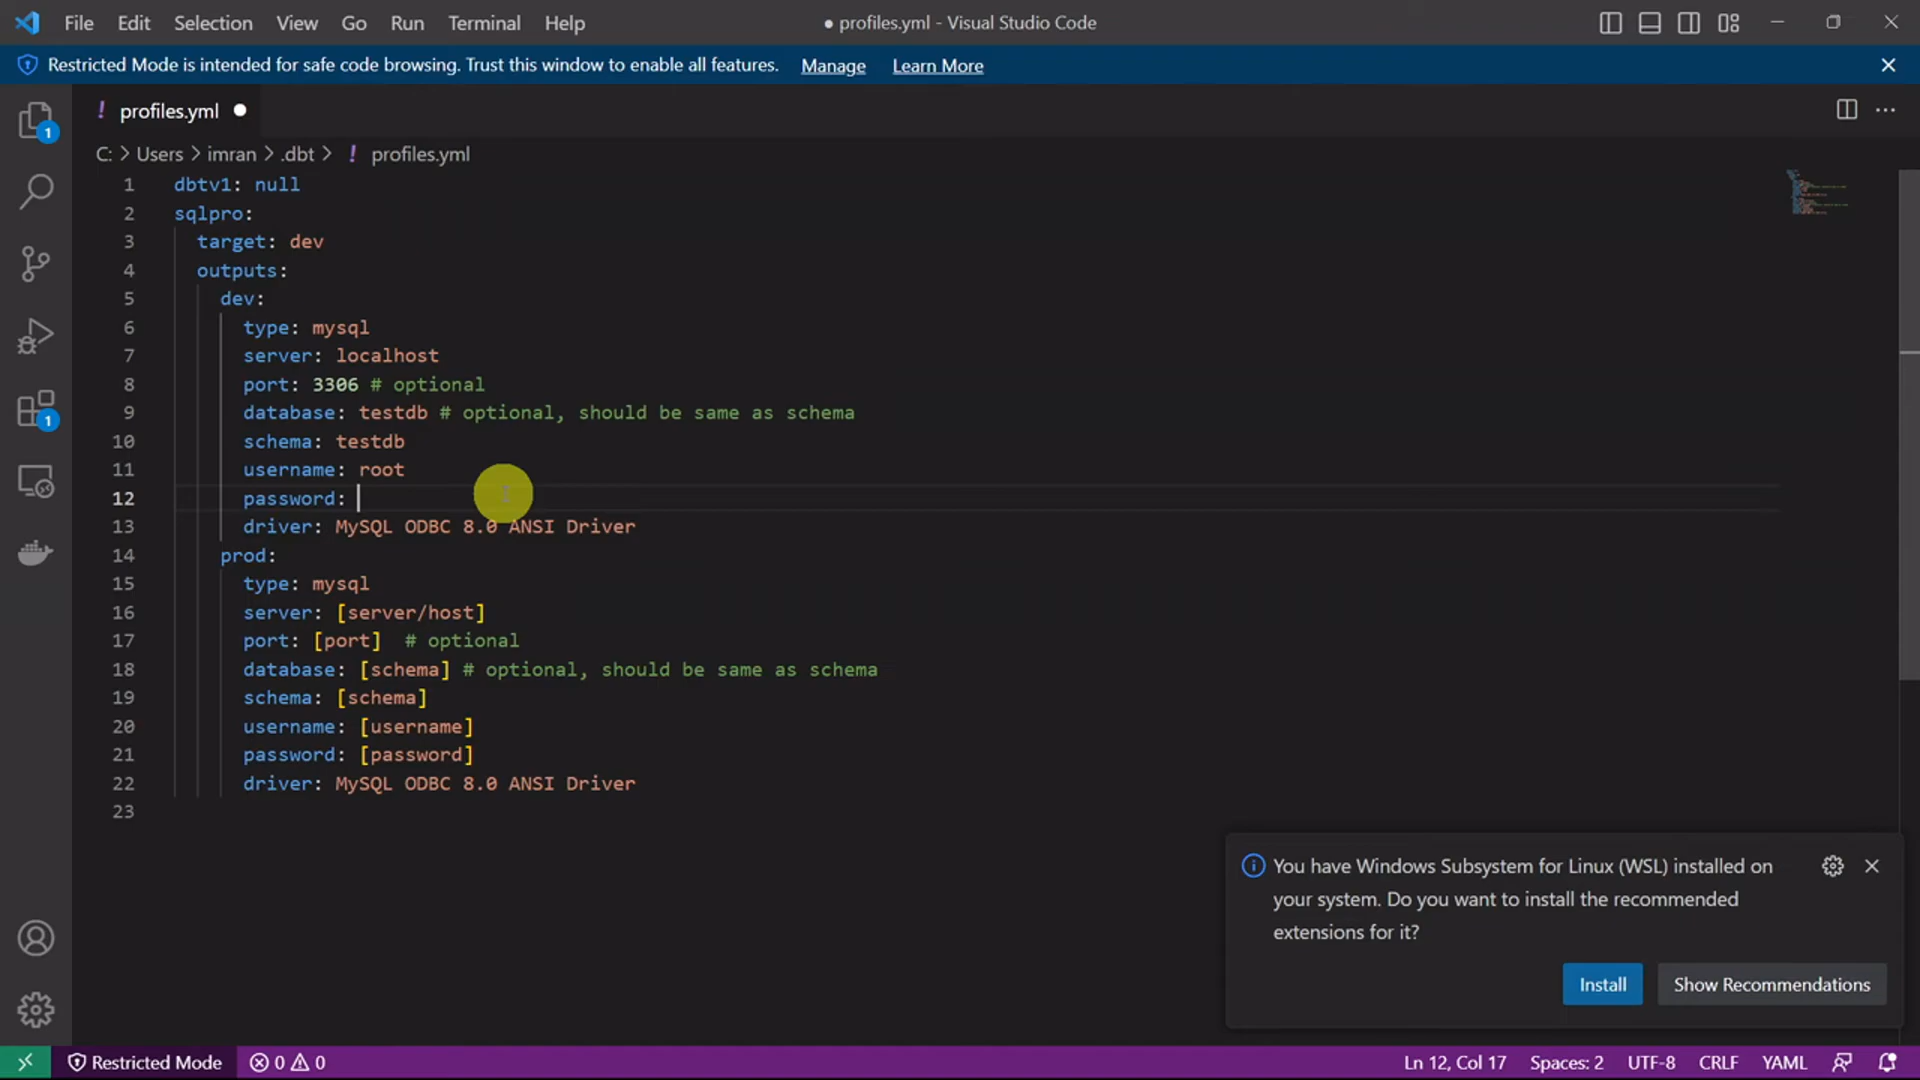 File Edit Selection View Go Run Terminal Help ● profiles.yml - Visual Studio Code
Restricted Mode is intended for safe code browsing. Trust this window to enable all features. Manage Learn More
! profiles.yml ●
C: > Users > imran > .dbt > ! profiles.yml
1 dbtv1: null
2 sqlpro:
3 target: dev
4 outputs:
5 dev:
6 type: mysql
7 server: localhost
8 port: 3306 # optional
9 database: testdb # optional, should be same as schema
10 schema: testdb
11 username: root
12 password:
13 driver: MySQL ODBC 8.0 ANSI Driver
14 prod:
15 type: mysql
16 server: [server/host]
17 port: [port]  # optional
18 database: [schema] # optional, should be same as schema
19 schema: [schema]
20 username: [username]
21 password: [password]
22 driver: MySQL ODBC 8.0 ANSI Driver
23
1
1
You have Windows Subsystem for Linux (WSL) installed on
your system. Do you want to install the recommended
extensions for it?
Install Show Recommendations
Restricted Mode 0 0 Ln 12, Col 17 Spaces: 2 UTF-8 CRLF YAML